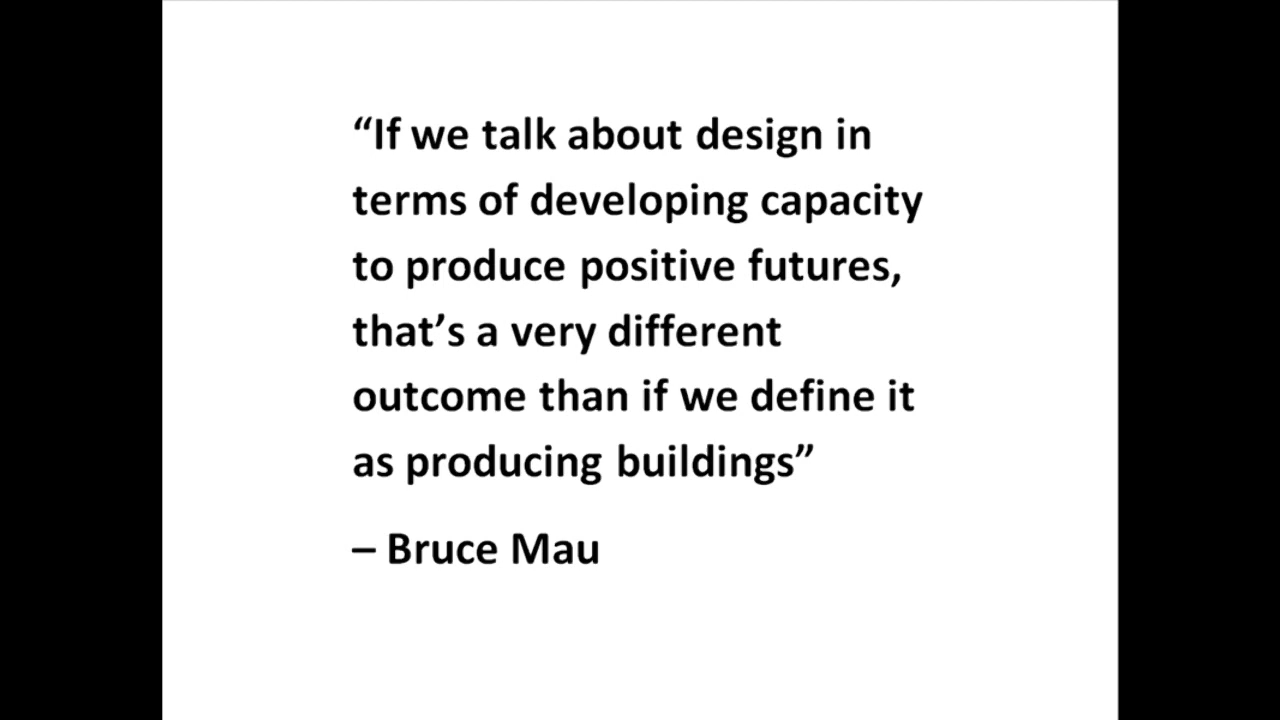 “If we talk about design in
terms of developing capacity
to produce positive futures,
that’s a very different
outcome than if we define it
as producing buildings”
– Bruce Mau